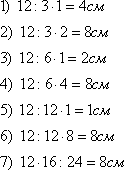 1) 12:3·1=4см
2) 12:3·2=8см
3) 12:6·1=2см
4) 12:6·4=8см
5) 12:12·1=1см
6) 12:12·8=8см
7) 12·16:24=8см